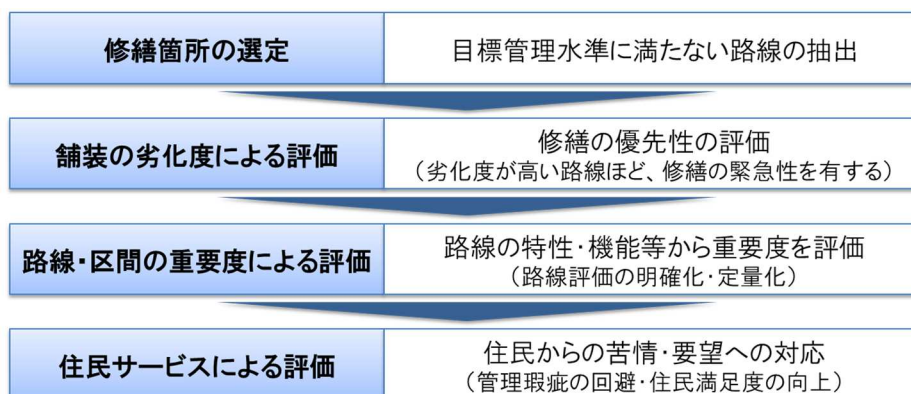 修繕箇所の選定
目標管理水準に満たない路線の抽出
舗装の劣化度による評価
修繕の優先性の評価
（劣化度が高い路線ほど、修繕の緊急性を有する）
路線・区間の重要度による評価
路線の特性・機能等から重要度を評価
（路線評価の明確化・定量化）
住民サービスによる評価
住民からの苦情・要望への対応
（管理瑕疵の回避・住民満足度の向上）